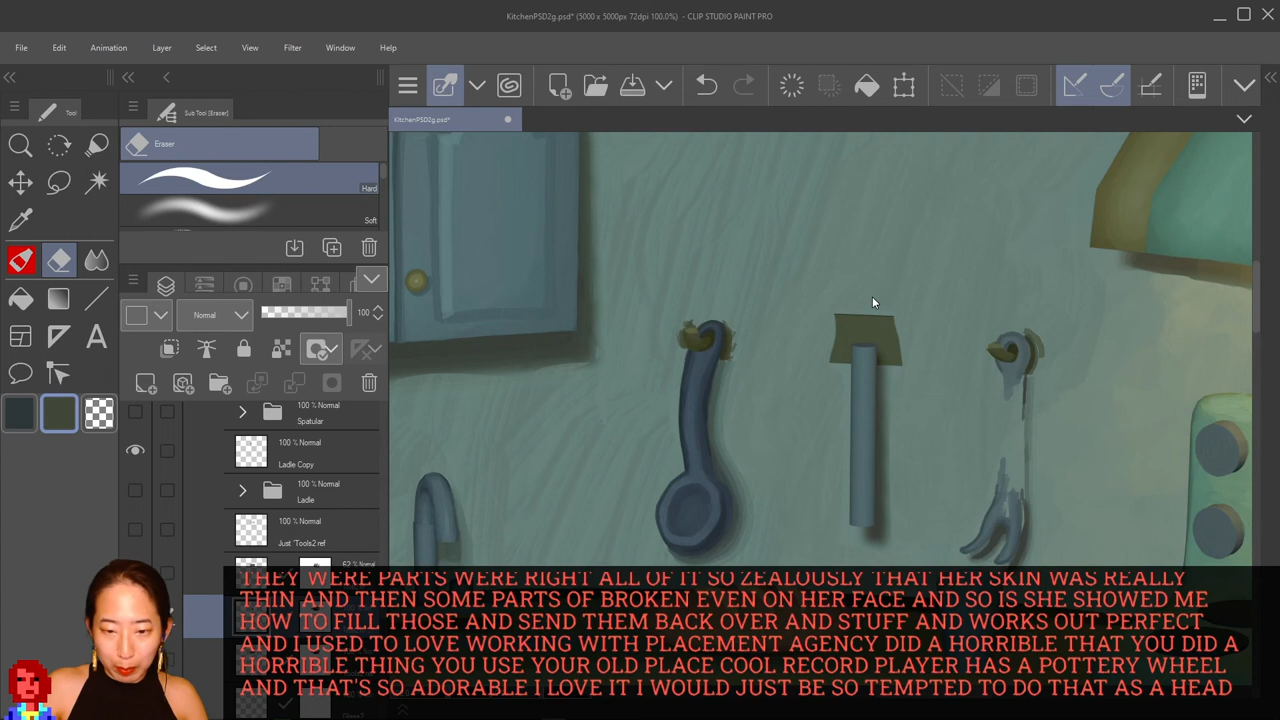 KitchenPSD2g.psd* (5000 x 5000px 72dpi 100.0%) - CLIP STUDIO PAINT PRO
File Edit Animation Layer Select View Filter Window Help
Tool
Sub Tool [Eraser]
KitchenPSD2g.psd*
Eraser
Hard
Soft
Normal 100
100 % Normal
Spatular
100 % Normal
Ladle Copy
100 % Normal
Ladle
100 % Normal
Just 'Tools2 ref
62 % Normal
THEY WERE PARTS WERE RIGHT ALL OF IT SO ZEALOUSLY THAT HER SKIN WAS REALLY
THIN AND THEN SOME PARTS OF BROKEN EVEN ON HER FACE AND SO IS SHE SHOWED ME
HOW TO FILL THOSE AND SEND THEM BACK OVER AND STUFF AND WORKS OUT PERFECT
AND I USED TO LOVE WORKING WITH PLACEMENT AGENCY DID A HORRIBLE THAT YOU DID A
HORRIBLE THING YOU USE YOUR OLD PLACE COOL RECORD PLAYER HAS A POTTERY WHEEL
AND THAT'S SO ADORABLE I LOVE IT I WOULD JUST BE SO TEMPTED TO DO THAT AS A HEAD